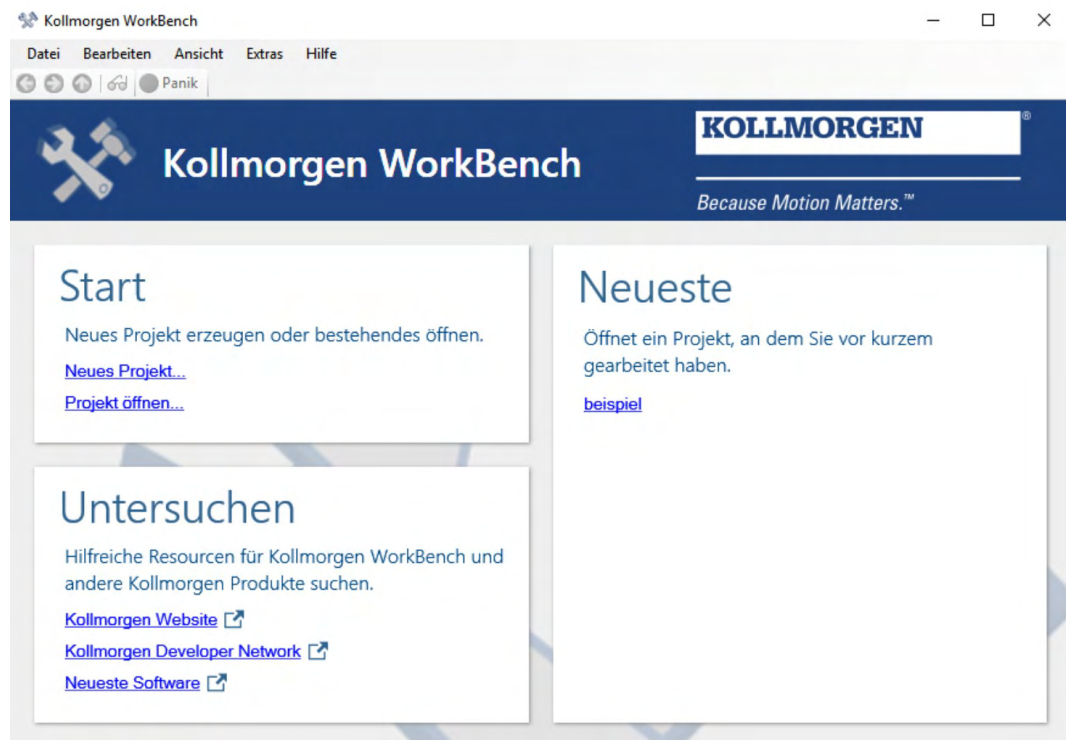 Kollmorgen WorkBench
Datei Bearbeiten Ansicht Extras Hilfe
Panik
Kollmorgen WorkBench
KOLLMORGEN®
Because Motion Matters.™
Start
Neues Projekt erzeugen oder bestehendes öffnen.
Neues Projekt...
Projekt öffnen...
Untersuchen
Hilfreiche Resourcen für Kollmorgen WorkBench und
andere Kollmorgen Produkte suchen.
Kollmorgen Website
Kollmorgen Developer Network
Neueste Software
Neueste
Öffnet ein Projekt, an dem Sie vor kurzem
gearbeitet haben.
beispiel